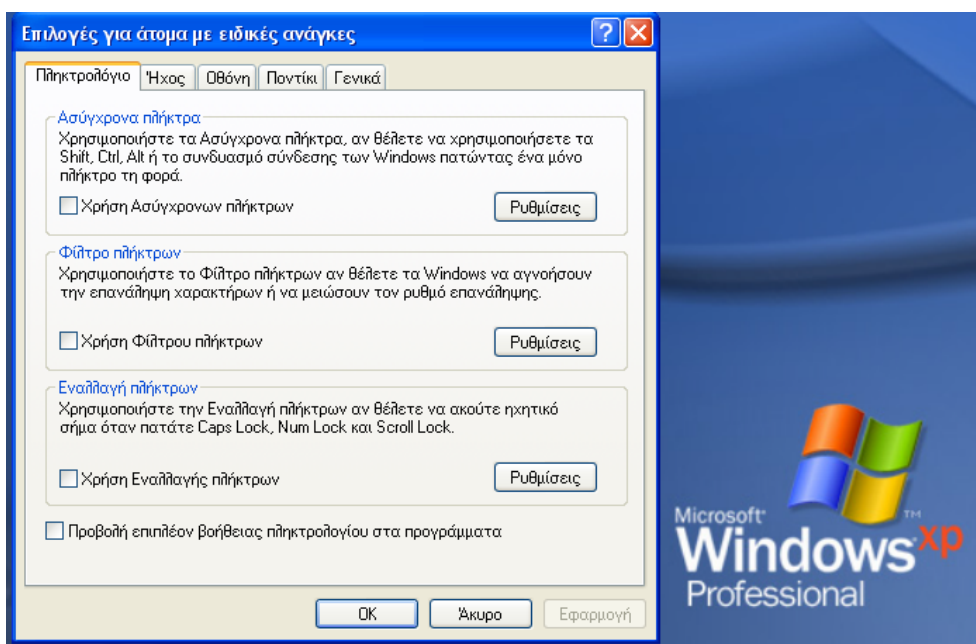 Επιλογές για άτομα με ειδικές ανάγκες
Πληκτρολόγιο Ήχος Οθόνη Ποντίκι Γενικά
Ασύγχρονα πλήκτρα
Χρησιμοποιήστε τα Ασύγχρονα πλήκτρα, αν θέλετε να χρησιμοποιήσετε τα
Shift, Ctrl, Alt ή το συνδυασμό σύνδεσης των Windows πατώντας ένα μόνο
πλήκτρο τη φορά.
Χρήση Ασύγχρονων πλήκτρων Ρυθμίσεις
Φίλτρο πλήκτρων
Χρησιμοποιήστε το Φίλτρο πλήκτρων αν θέλετε τα Windows να αγνοήσουν
την επανάληψη χαρακτήρων ή να μειώσουν τον ρυθμό επανάληψης.
Χρήση Φίλτρου πλήκτρων Ρυθμίσεις
Εναλλαγή πλήκτρων
Χρησιμοποιήστε την Εναλλαγή πλήκτρων αν θέλετε να ακούτε ηχητικό
σήμα όταν πατάτε Caps Lock, Num Lock και Scroll Lock.
Χρήση Εναλλαγής πλήκτρων Ρυθμίσεις
Προβολή επιπλέον βοήθειας πληκτρολογίου στα προγράμματα
OK Άκυρο Εφαρμογή
Microsoft
Windows xp TM
Professional